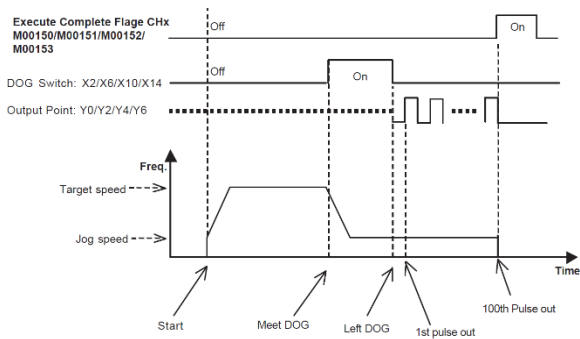 Execute Complete Flage CHx
M00150/M00151/M00152/
M00153
Off
On
DOG Switch: X2/X6/X10/X14
Off
On
Output Point: Y0/Y2/Y4/Y6
Freq.
Target speed
Jog speed
Time
Start
Meet DOG
Left DOG
1st pulse out
100th Pulse out